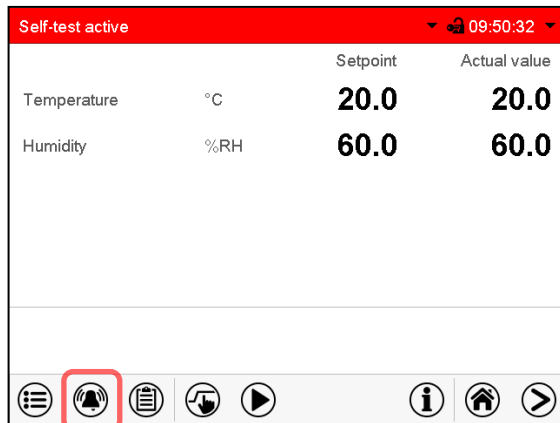 Self-test active 09:50:32
Setpoint Actual value
Temperature °C 20.0 20.0
Humidity %RH 60.0 60.0